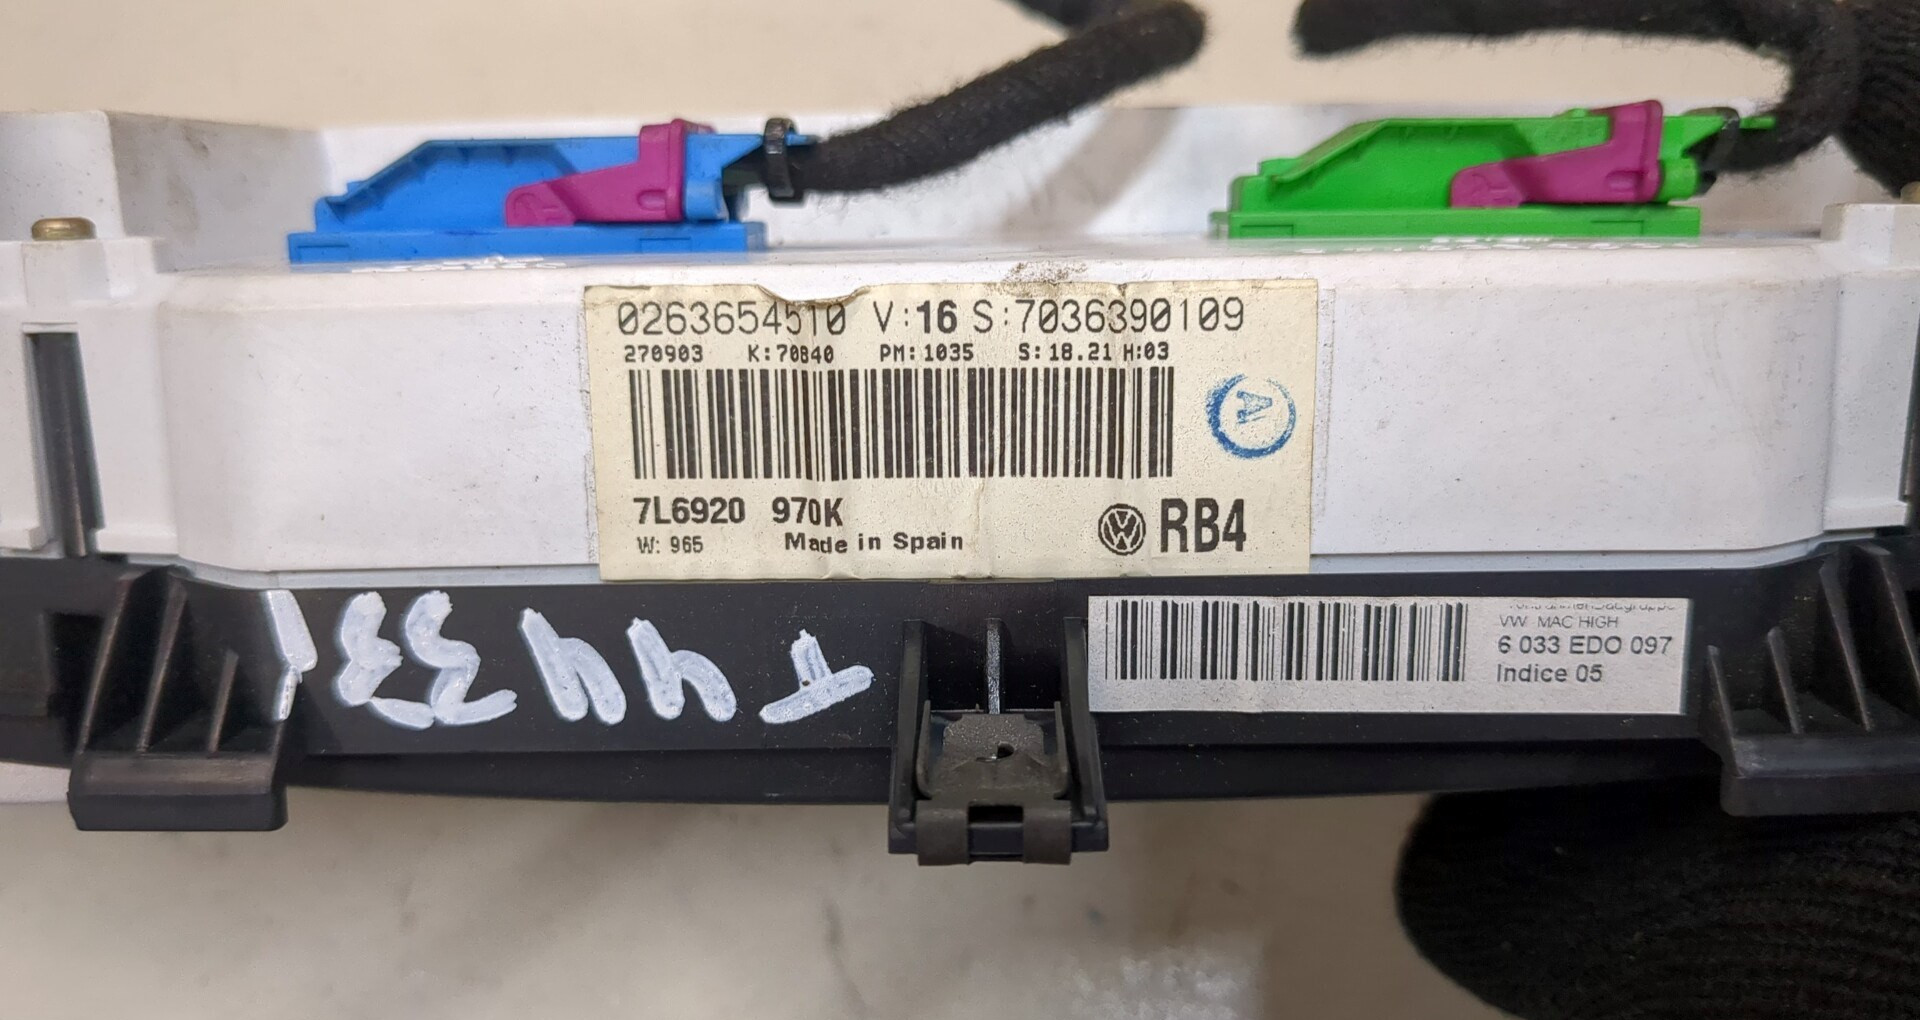 0263654510 V:16 S:7036390109
270903 K:70840 PM:1035 S:18.21 H:03
A
7L6920 970K
RB4
W: 965 Made in Spain
VW MAC HIGH
6 033 EDO 097
Indice 05
T44331